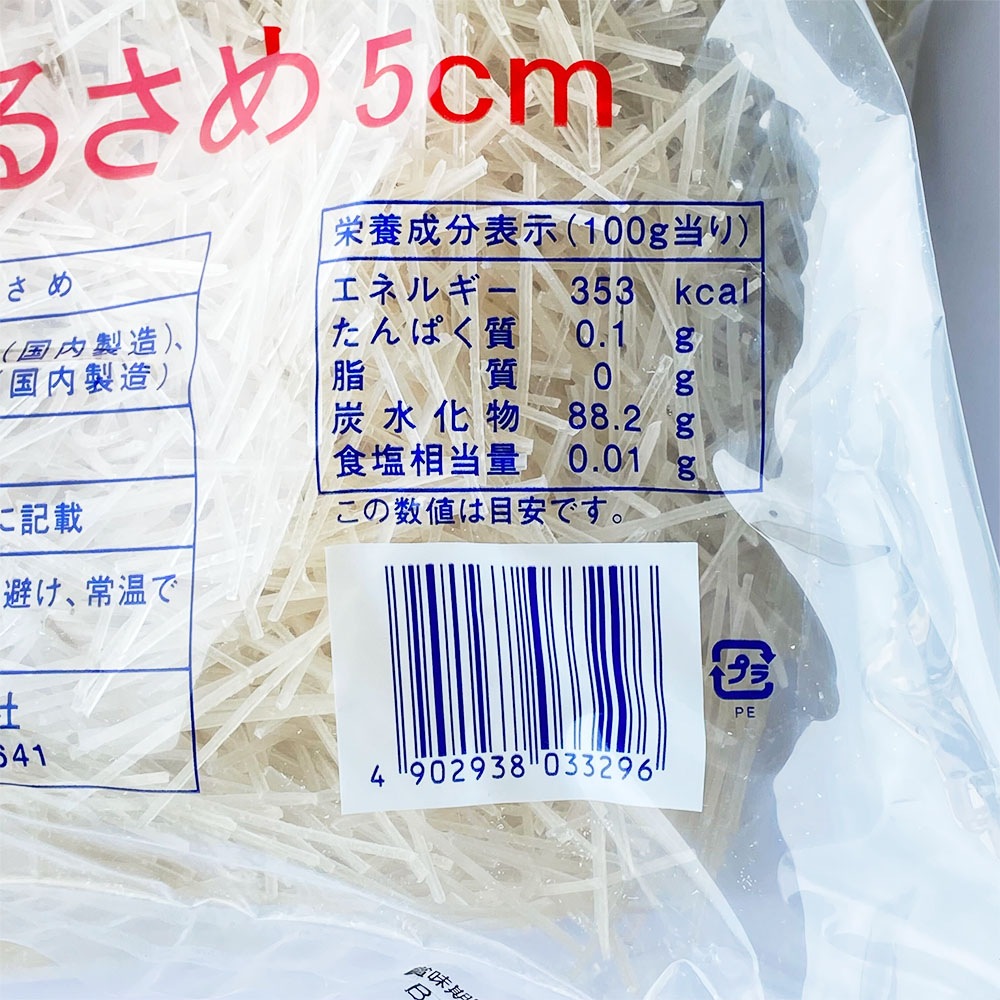 るさめ5cm
さめ
(国内製造)、
(国内製造)
に記載
避け、常温で
社
641
栄養成分表示(100g当り)
エネルギー 353 kcal
たんぱく質 0.1 g
脂質 0 g
炭水化物 88.2 g
食塩相当量 0.01 g
この数値は目安です。
4 902938 033296
プラ
PE
賞味期